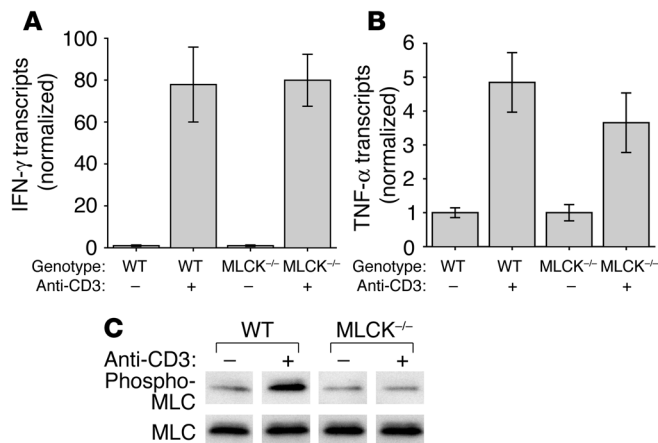 A
IFN-γ transcripts
(normalized)
100
80
60
40
20
0
Genotype: WT WT MLCK–/– MLCK–/–
Anti-CD3: – + – +
B
TNF-α transcripts
(normalized)
6
5
4
3
2
1
0
Genotype: WT WT MLCK–/– MLCK–/–
Anti-CD3: – + – +
C
WT MLCK–/–
Anti-CD3: – + – +
Phospho-
MLC
MLC